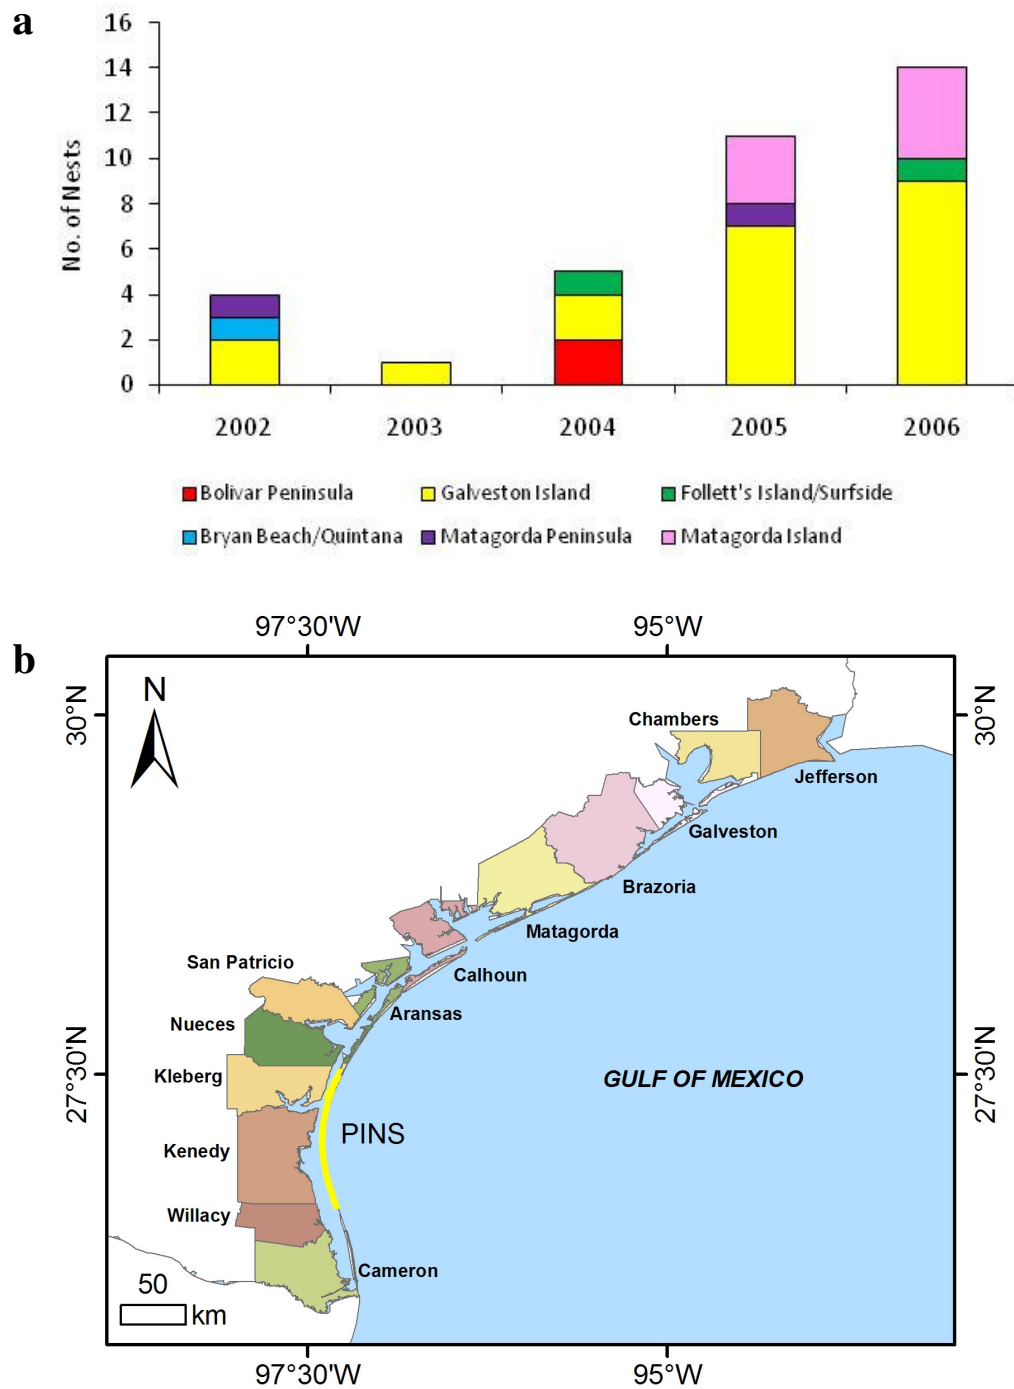 a
16
14
12
10
8
6
4
2
0
No. of Nests
2002 2003 2004 2005 2006
Bolivar Peninsula Galveston Island Follett's Island/Surfside
Bryan Beach/Quintana Matagorda Peninsula Matagorda Island
b
97°30'W 95°W
N
30°N 30°N
Chambers
Jefferson
Galveston
Brazoria
Matagorda
San Patricio
Calhoun
Aransas
Nueces
Kleberg
GULF OF MEXICO
27°30'N 27°30'N
PINS
Kenedy
Willacy
Cameron
50
km
97°30'W 95°W